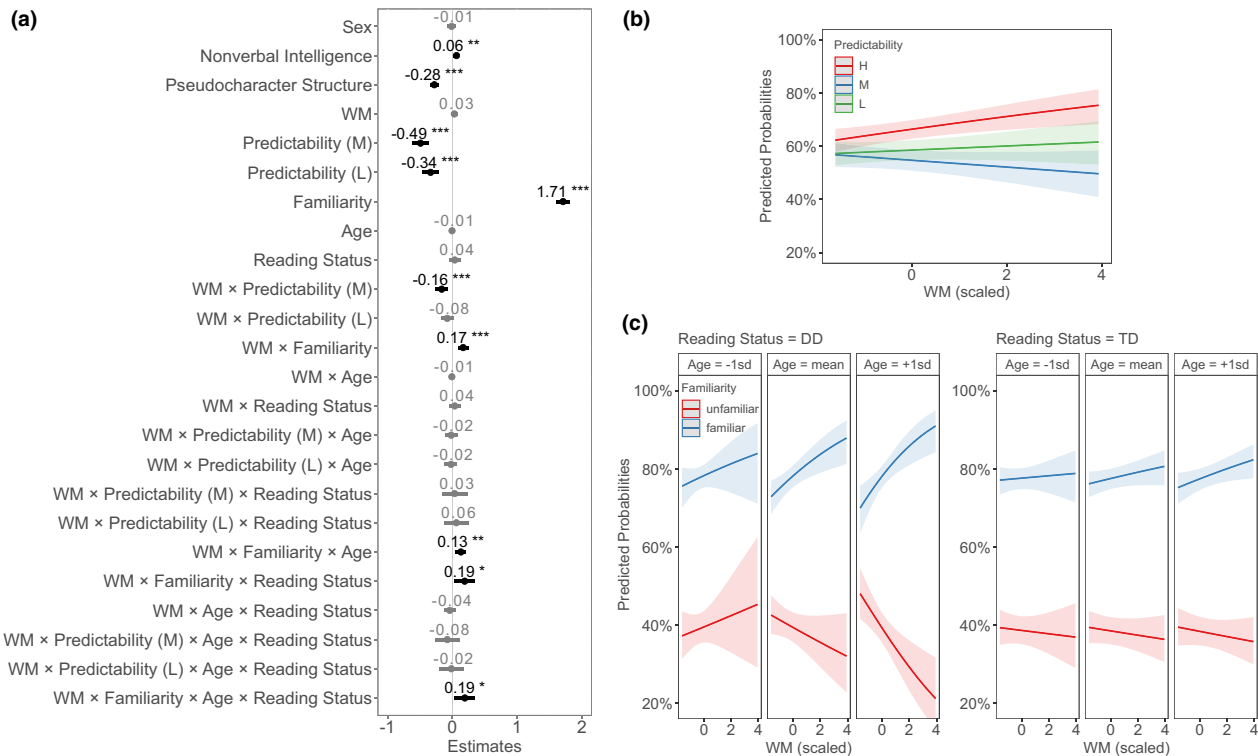 (a)
Sex
-0.01
Nonverbal Intelligence
0.06 **
Pseudocharacter Structure
-0.28 ***
WM
0.03
Predictability (M)
-0.49 ***
Predictability (L)
-0.34 ***
Familiarity
1.71 ***
Age
-0.01
Reading Status
0.04
WM × Predictability (M)
-0.16 ***
WM × Predictability (L)
-0.08
WM × Familiarity
0.17 ***
WM × Age
-0.01
WM × Reading Status
0.04
WM × Predictability (M) × Age
-0.02
WM × Predictability (L) × Age
-0.02
WM × Predictability (M) × Reading Status
0.03
WM × Predictability (L) × Reading Status
0.06
WM × Familiarity × Age
0.13 **
WM × Familiarity × Reading Status
0.19 *
WM × Age × Reading Status
-0.04
WM × Predictability (M) × Age × Reading Status
-0.08
WM × Predictability (L) × Age × Reading Status
-0.02
WM × Familiarity × Age × Reading Status
0.19 *
-1 0 1 2
Estimates
(b)
Predictability
H
M
L
100%
80%
60%
40%
20%
Predicted Probabilities
0 2 4
WM (scaled)
(c)
Reading Status = DD
Age = -1sd Age = mean Age = +1sd
Familiarity
unfamiliar
familiar
100%
80%
60%
40%
20%
Predicted Probabilities
0 2 4 0 2 4 0 2 4
WM (scaled)
Reading Status = TD
Age = -1sd Age = mean Age = +1sd
100%
80%
60%
40%
20%
0 2 4 0 2 4 0 2 4
WM (scaled)